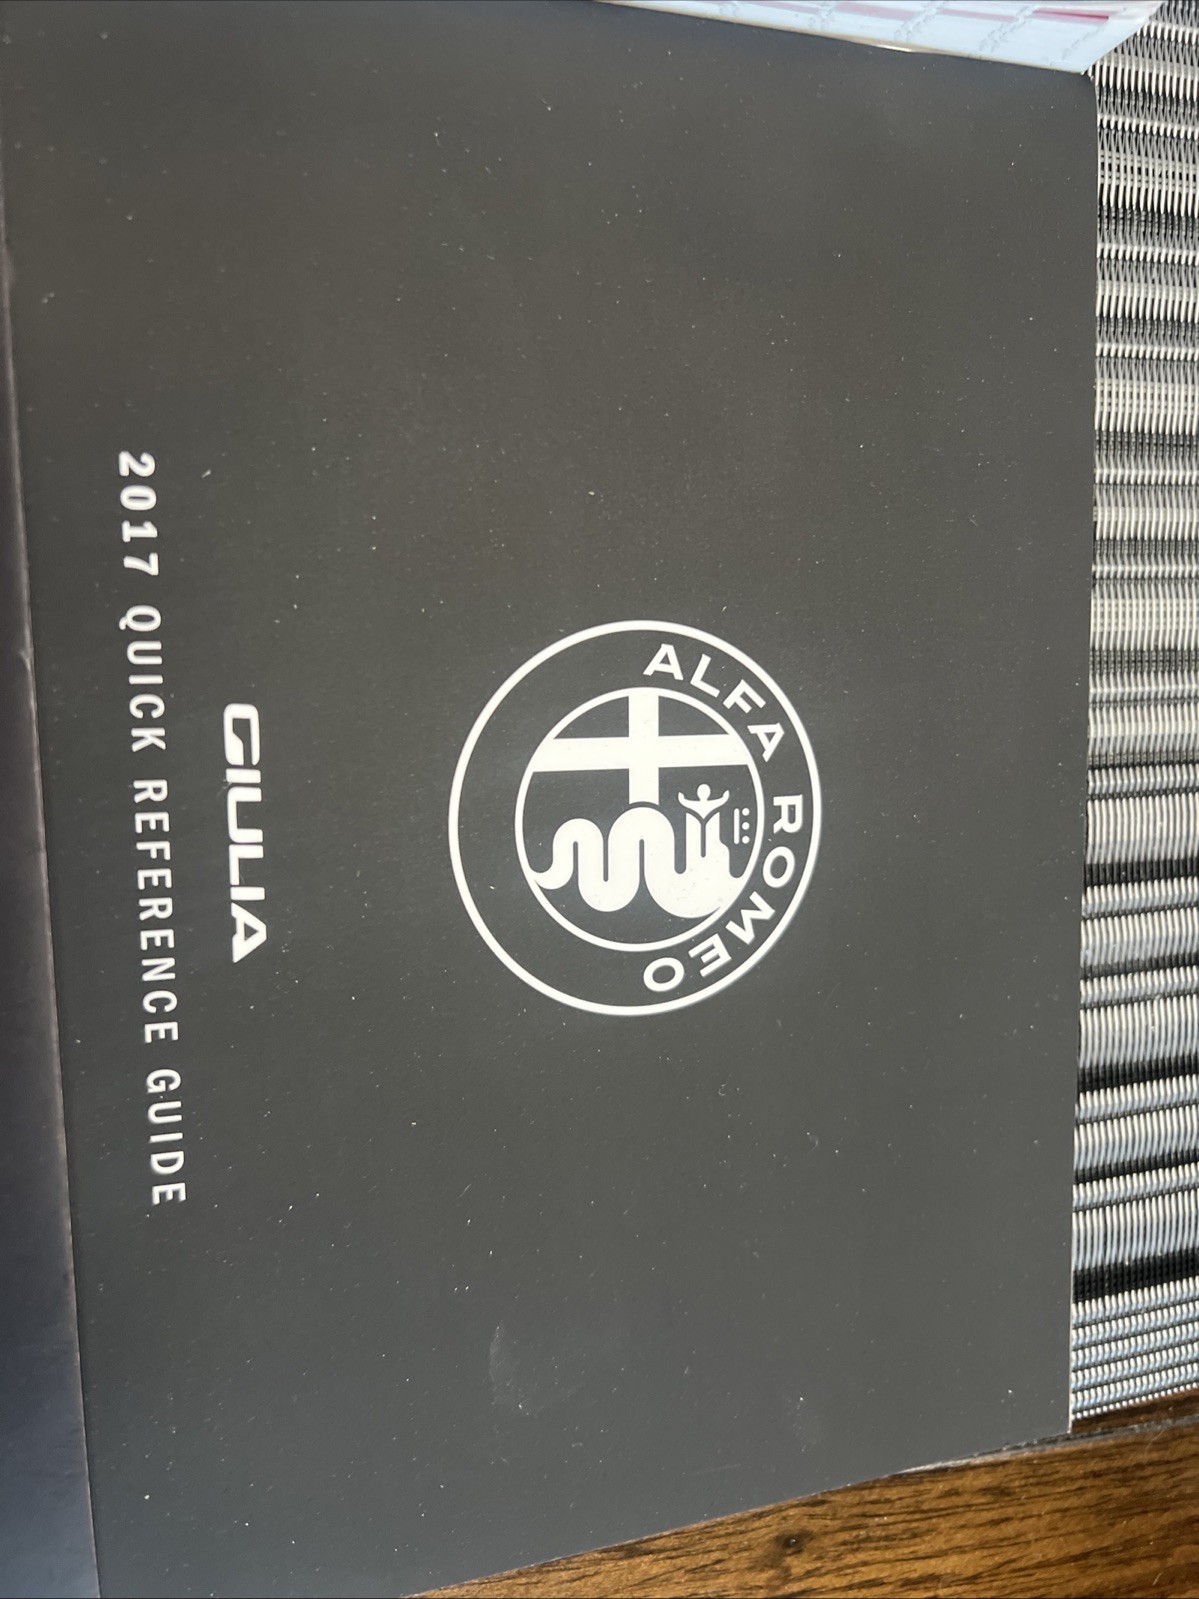 ALFA ROMEO
GIULIA
2017 QUICK REFERENCE GUIDE